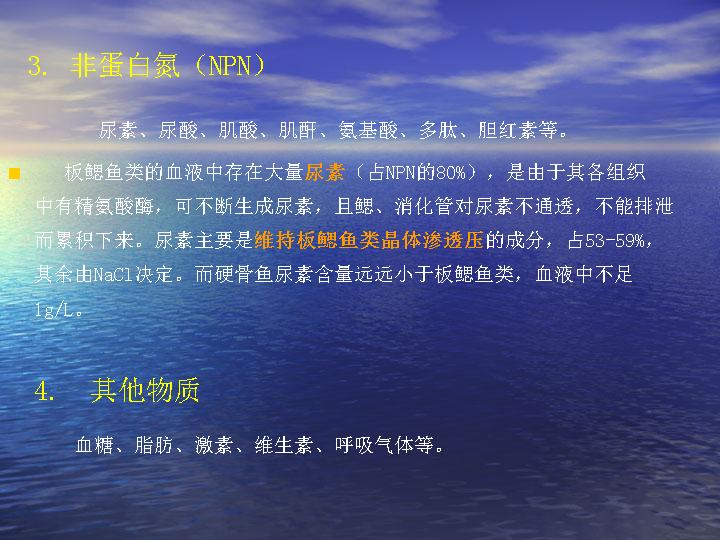 3. 非蛋白氮（NPN）
尿素、尿酸、肌酸、肌酐、氨基酸、多肽、胆红素等。
板鳃鱼类的血液中存在大量尿素（占NPN的80%），是由于其各组织
中有精氨酸酶，可不断生成尿素，且鳃、消化管对尿素不通透，不能排泄
而累积下来。尿素主要是维持板鳃鱼类晶体渗透压的成分，占53-59%，
其余由NaCl决定。而硬骨鱼尿素含量远远小于板鳃鱼类，血液中不足
1g/L。
4. 其他物质
血糖、脂肪、激素、维生素、呼吸气体等。